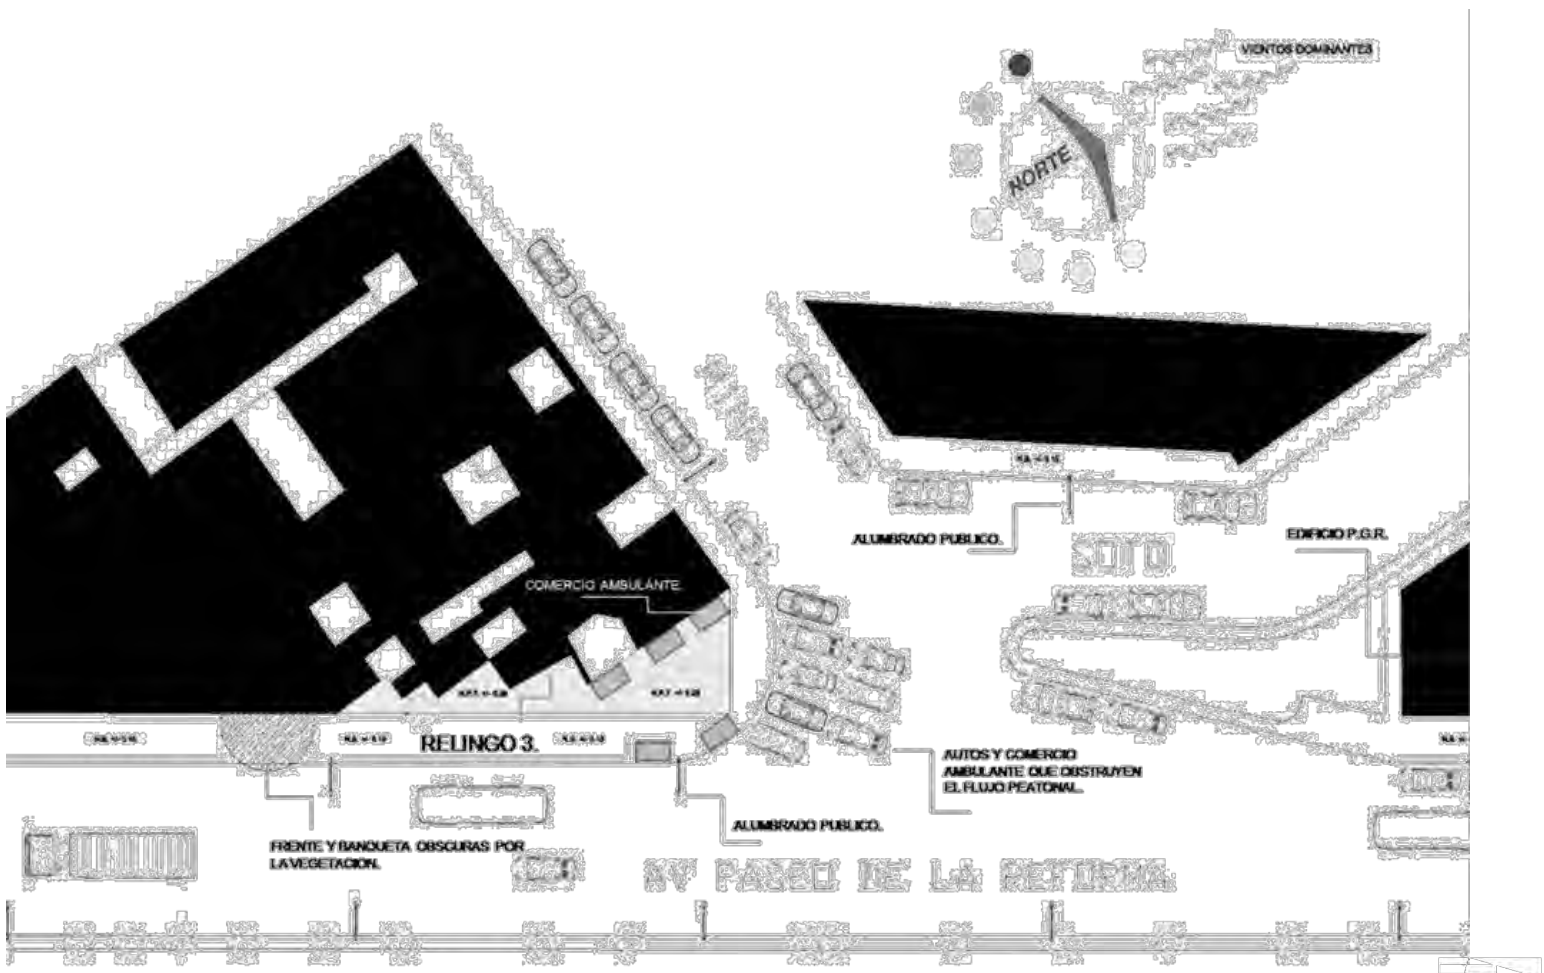 VIENTOS DOMINANTES
NORTE
ALUMBRADO PUBLICO.
EDIFICIO P.G.R.
SOTO
COMERCIO AMBULANTE.
RELINGO 3.
AUTOS Y COMERCIO
AMBULANTE QUE OBSTRUYEN
EL FLUJO PEATONAL.
ALUMBRADO PUBLICO.
FRENTE Y BANQUETA OBSCURAS POR
LA VEGETACION.
AV PASEO DE LA REFORMA